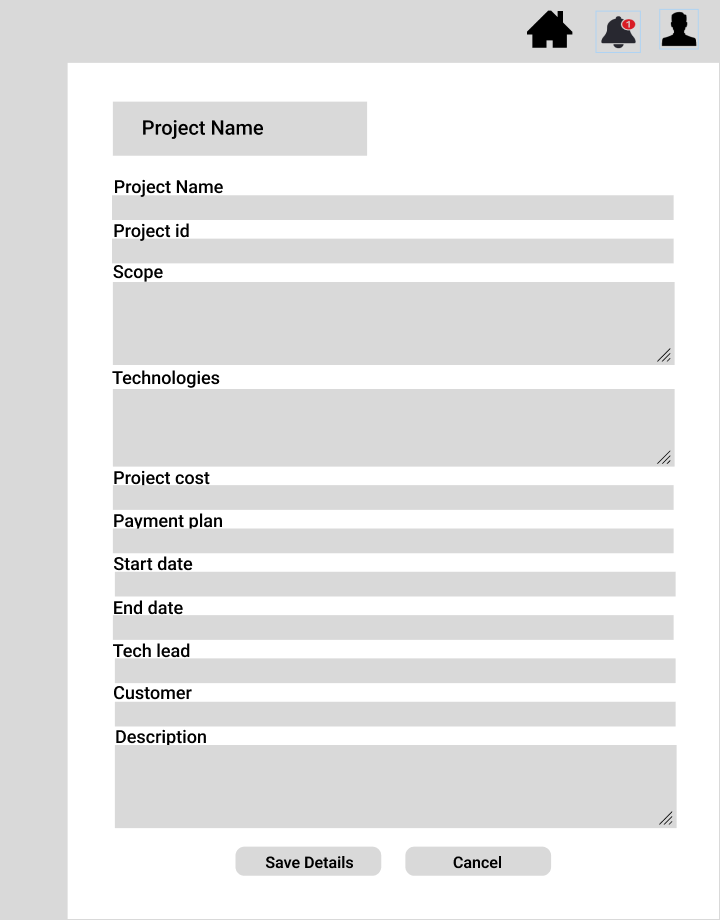 1
Project Name
Project Name
Project id
Scope
Technologies
Project cost
Payment plan
Start date
End date
Tech lead
Customer
Description
Save Details Cancel